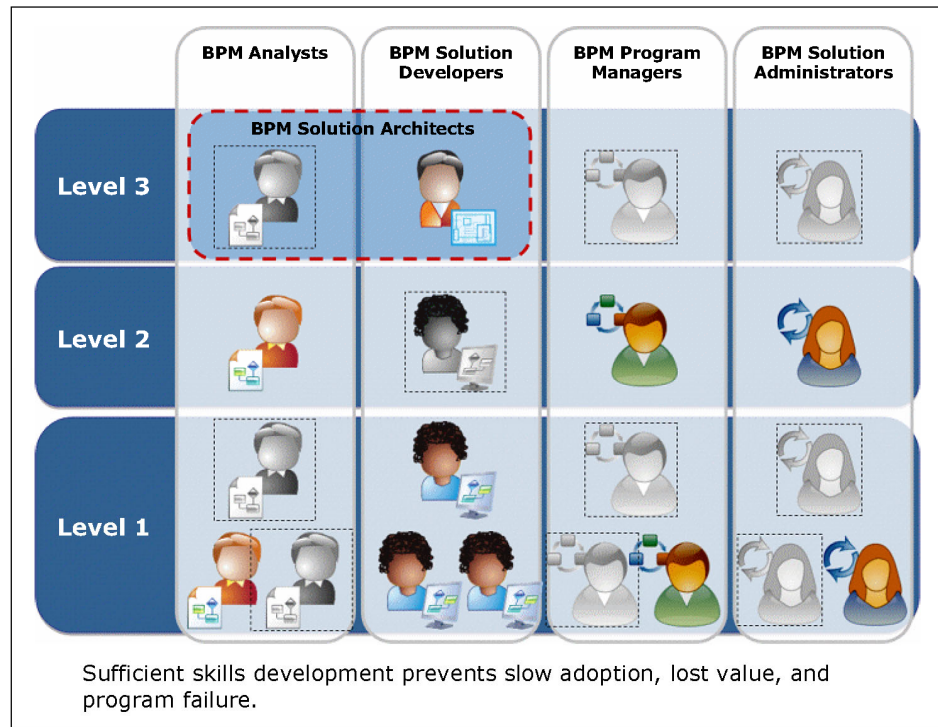 BPM Analysts
BPM Solution
Developers
BPM Program
Managers
BPM Solution
Administrators
BPM Solution Architects
Level 3
Level 2
Level 1
Sufficient skills development prevents slow adoption, lost value, and
program failure.